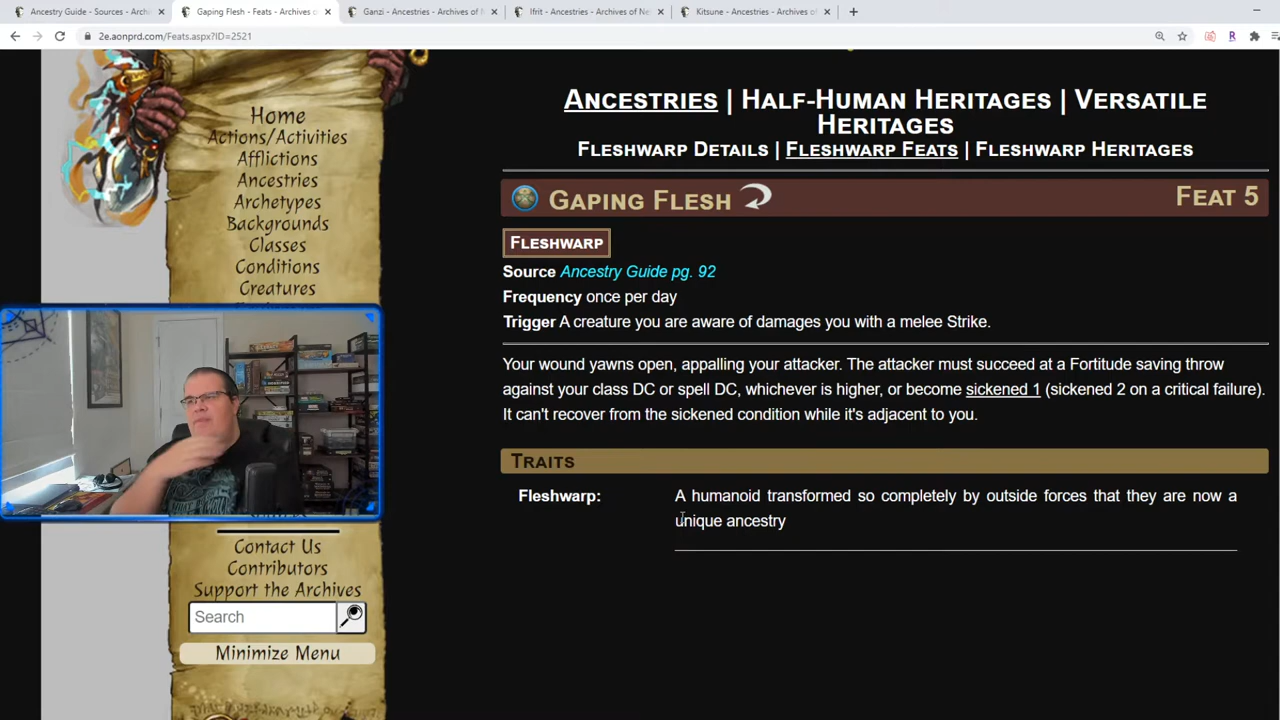 Ancestry Guide - Sources - Archi
Gaping Flesh - Feats - Archives o
Ganzi - Ancestries - Archives of N
Ifrit - Ancestries - Archives of Ne
Kitsune - Ancestries - Archives of
2e.aonprd.com/Feats.aspx?ID=2521
Home
Actions/Activities
Afflictions
Ancestries
Archetypes
Backgrounds
Classes
Conditions
Creatures
Contact Us
Contributors
Support the Archives
Search
Minimize Menu
Ancestries | Half-Human Heritages | Versatile
Heritages
Fleshwarp Details | Fleshwarp Feats | Fleshwarp Heritages
Gaping Flesh Feat 5
Fleshwarp
Source Ancestry Guide pg. 92
Frequency once per day
Trigger A creature you are aware of damages you with a melee Strike.
Your wound yawns open, appalling your attacker. The attacker must succeed at a Fortitude saving throw
against your class DC or spell DC, whichever is higher, or become sickened 1 (sickened 2 on a critical failure).
It can't recover from the sickened condition while it's adjacent to you.
Traits
Fleshwarp: A humanoid transformed so completely by outside forces that they are now a
unique ancestry